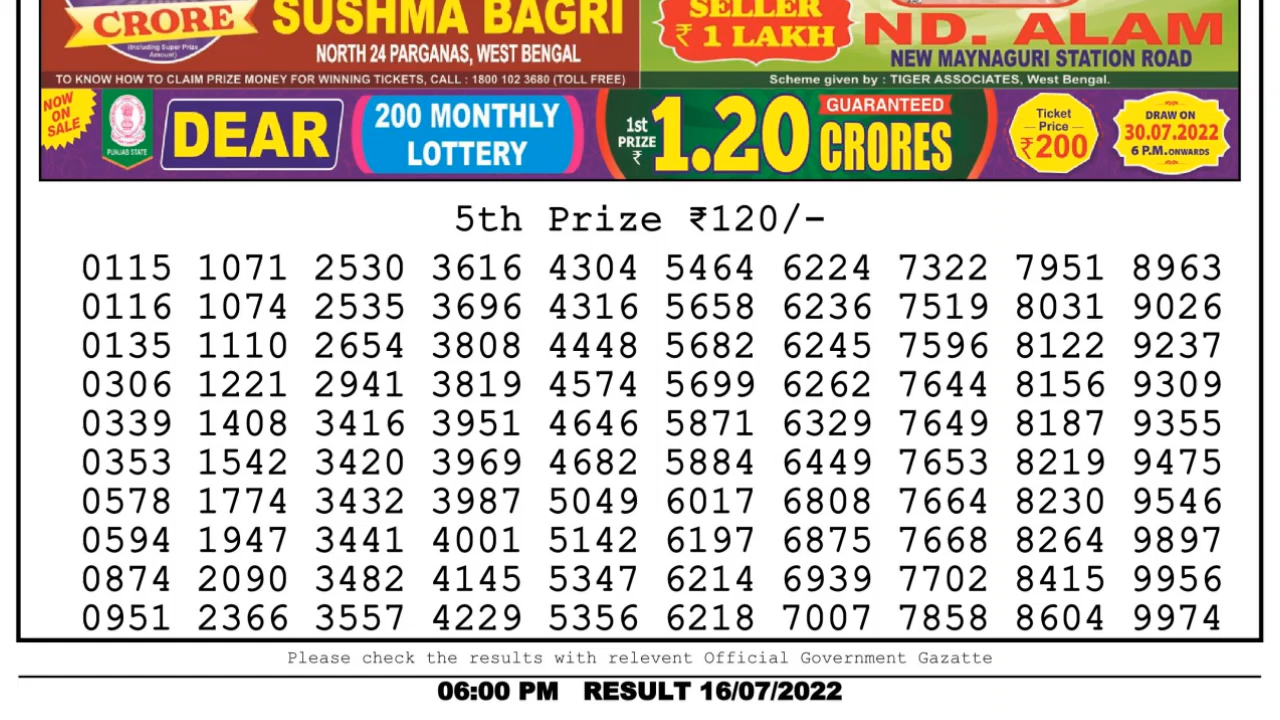 CRORE
(Including Super Prize
Amount)
SUSHMA BAGRI
NORTH 24 PARGANAS, WEST BENGAL
SELLER
₹ 1 LAKH
ND. ALAM
NEW MAYNAGURI STATION ROAD
TO KNOW HOW TO CLAIM PRIZE MONEY FOR WINNING TICKETS, CALL : 1800 102 3680 (TOLL FREE)
Scheme given by : TIGER ASSOCIATES, West Bengal.
NOW
ON
SALE
PUNJAB STATE
DEAR
200 MONTHLY
LOTTERY
1st
PRIZE
₹
1.20
GUARANTEED
CRORES
Ticket
Price
₹200
DRAW ON
30.07.2022
6 P.M. ONWARDS
5th Prize ₹120/-
0115 1071 2530 3616 4304 5464 6224 7322 7951 8963
0116 1074 2535 3696 4316 5658 6236 7519 8031 9026
0135 1110 2654 3808 4448 5682 6245 7596 8122 9237
0306 1221 2941 3819 4574 5699 6262 7644 8156 9309
0339 1408 3416 3951 4646 5871 6329 7649 8187 9355
0353 1542 3420 3969 4682 5884 6449 7653 8219 9475
0578 1774 3432 3987 5049 6017 6808 7664 8230 9546
0594 1947 3441 4001 5142 6197 6875 7668 8264 9897
0874 2090 3482 4145 5347 6214 6939 7702 8415 9956
0951 2366 3557 4229 5356 6218 7007 7858 8604 9974
Please check the results with relevent Official Government Gazatte
06:00 PM RESULT 16/07/2022